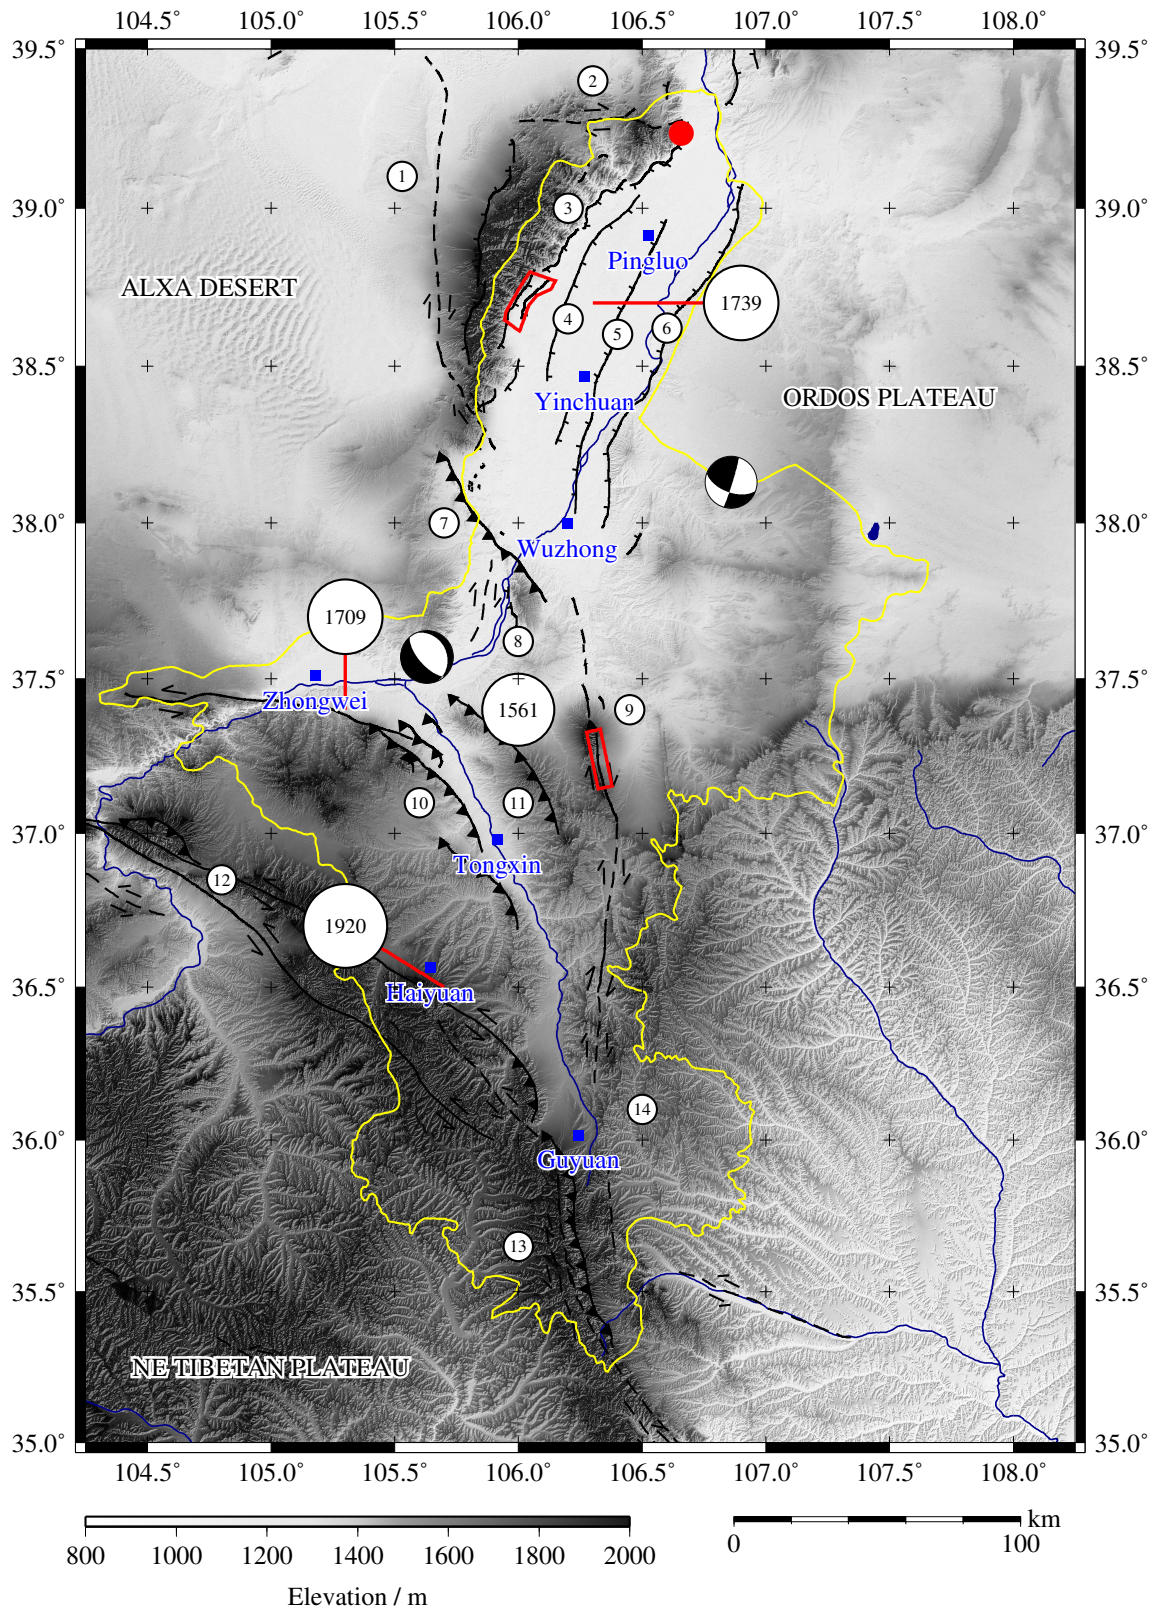 104.5° 105.0° 105.5° 106.0° 106.5° 107.0° 107.5° 108.0°
39.5° 39.5°
2
1
39.0° 3 39.0°
Pingluo
ALXA DESERT
1739
4 5 6
38.5° 38.5°
Yinchuan
ORDOS PLATEAU
38.0° 7 38.0°
Wuzhong
1709
8
37.5° 37.5°
Zhongwei
1561 9
10 11
37.0° 37.0°
Tongxin
12
1920
36.5° Haiyuan 36.5°
14
36.0° 36.0°
Guyuan
13
35.5° 35.5°
NE TIBETAN PLATEAU
35.0° 35.0°
104.5° 105.0° 105.5° 106.0° 106.5° 107.0° 107.5° 108.0°
km
800 1000 1200 1400 1600 1800 2000 0 100
Elevation / m